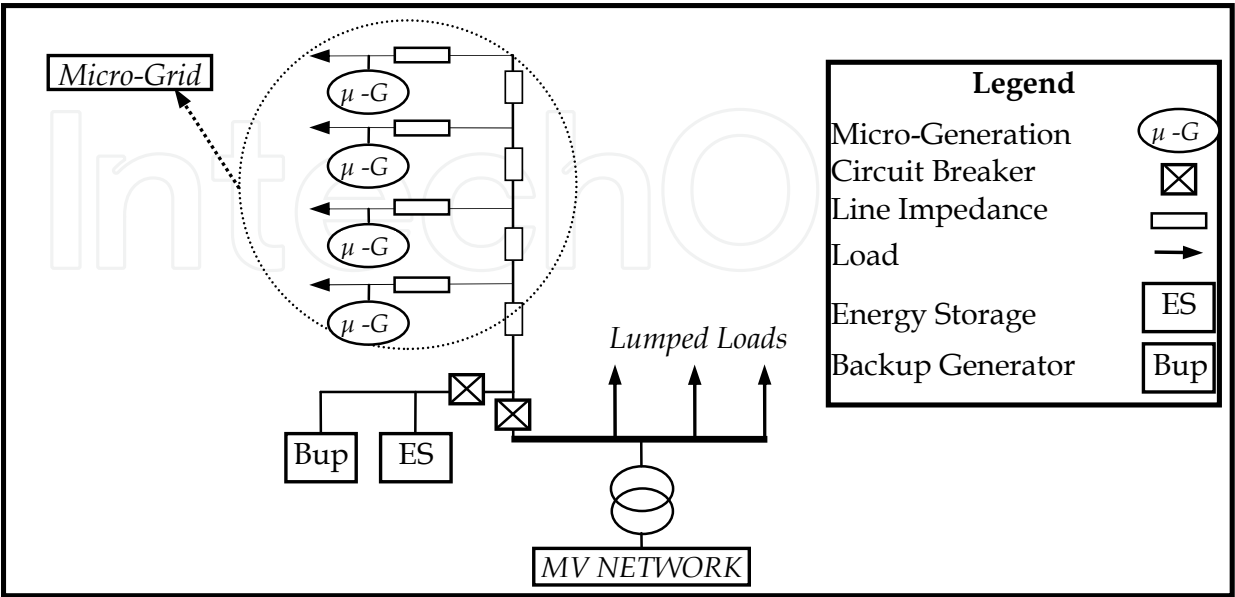 Micro-Grid
µ -G
µ -G
µ -G
µ -G
Lumped Loads
Bup
ES
MV NETWORK
Legend
Micro-Generation µ -G
Circuit Breaker
Line Impedance
Load
Energy Storage ES
Backup Generator Bup
IntechO